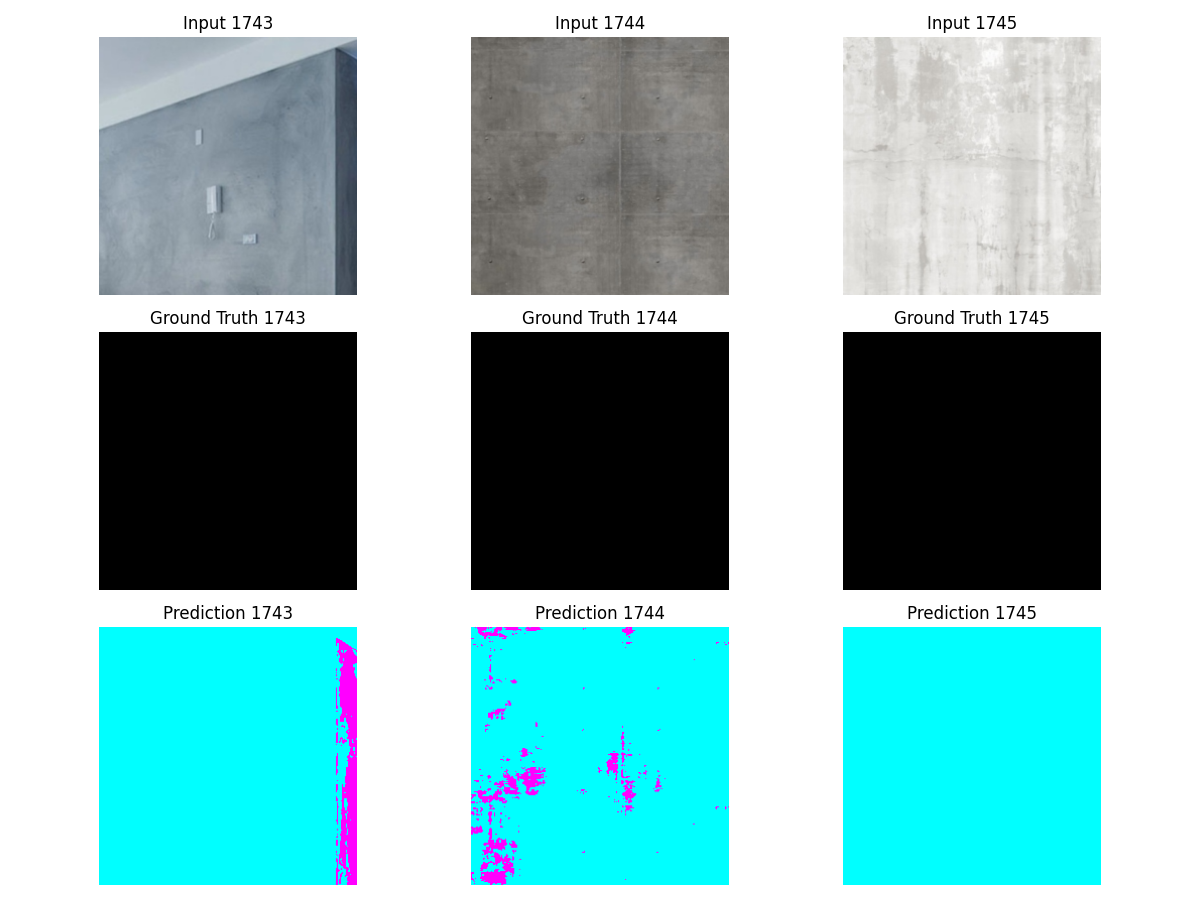 Input 1743
Input 1744
Input 1745
Ground Truth 1743
Ground Truth 1744
Ground Truth 1745
Prediction 1743
Prediction 1744
Prediction 1745